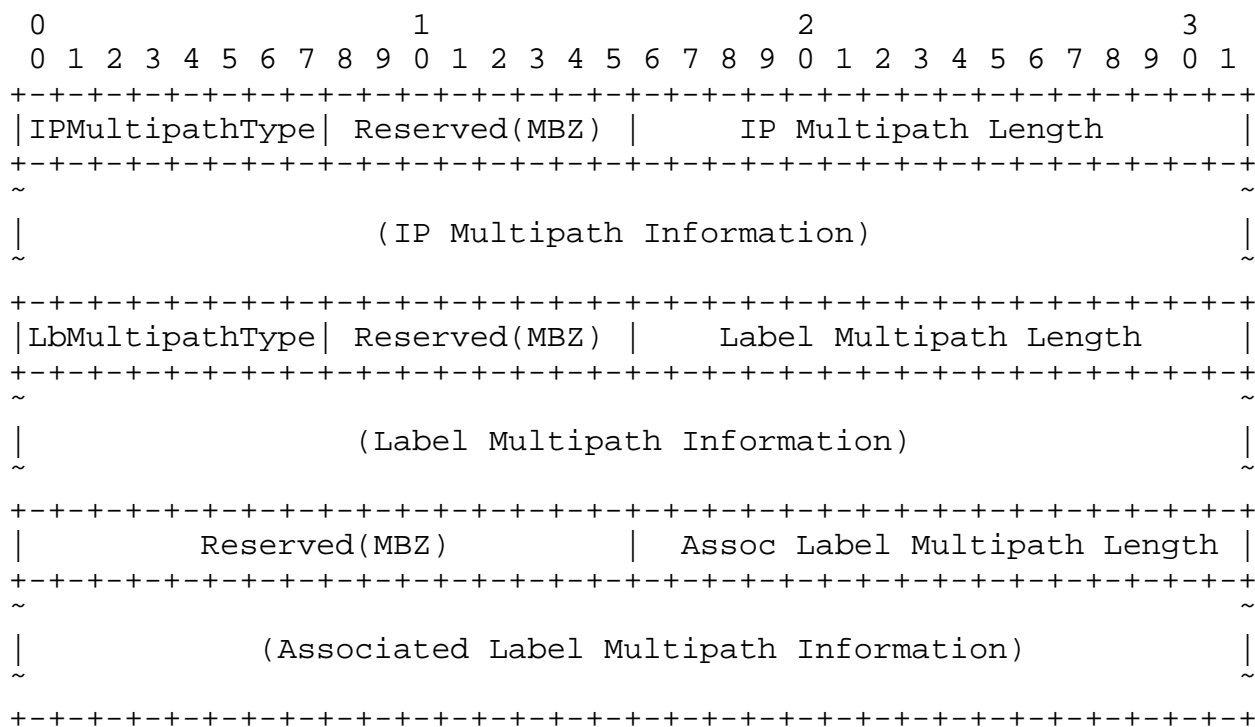 0                   1                   2                   3
 0 1 2 3 4 5 6 7 8 9 0 1 2 3 4 5 6 7 8 9 0 1 2 3 4 5 6 7 8 9 0 1
+-+-+-+-+-+-+-+-+-+-+-+-+-+-+-+-+-+-+-+-+-+-+-+-+-+-+-+-+-+-+-+-+
|IPMultipathType| Reserved(MBZ) |     IP Multipath Length       |
+-+-+-+-+-+-+-+-+-+-+-+-+-+-+-+-+-+-+-+-+-+-+-+-+-+-+-+-+-+-+-+-+
~                                                               ~
|                  (IP Multipath Information)                   |
~                                                               ~
+-+-+-+-+-+-+-+-+-+-+-+-+-+-+-+-+-+-+-+-+-+-+-+-+-+-+-+-+-+-+-+-+
|LbMultipathType| Reserved(MBZ) |    Label Multipath Length     |
+-+-+-+-+-+-+-+-+-+-+-+-+-+-+-+-+-+-+-+-+-+-+-+-+-+-+-+-+-+-+-+-+
~                                                               ~
|                 (Label Multipath Information)                 |
~                                                               ~
+-+-+-+-+-+-+-+-+-+-+-+-+-+-+-+-+-+-+-+-+-+-+-+-+-+-+-+-+-+-+-+-+
|         Reserved(MBZ)         |  Assoc Label Multipath Length |
+-+-+-+-+-+-+-+-+-+-+-+-+-+-+-+-+-+-+-+-+-+-+-+-+-+-+-+-+-+-+-+-+
~                                                               ~
|            (Associated Label Multipath Information)           |
~                                                               ~
+-+-+-+-+-+-+-+-+-+-+-+-+-+-+-+-+-+-+-+-+-+-+-+-+-+-+-+-+-+-+-+-+